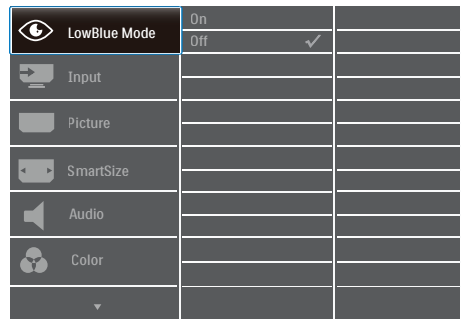 LowBlue Mode
On
Off
Input
Picture
SmartSize
Audio
Color